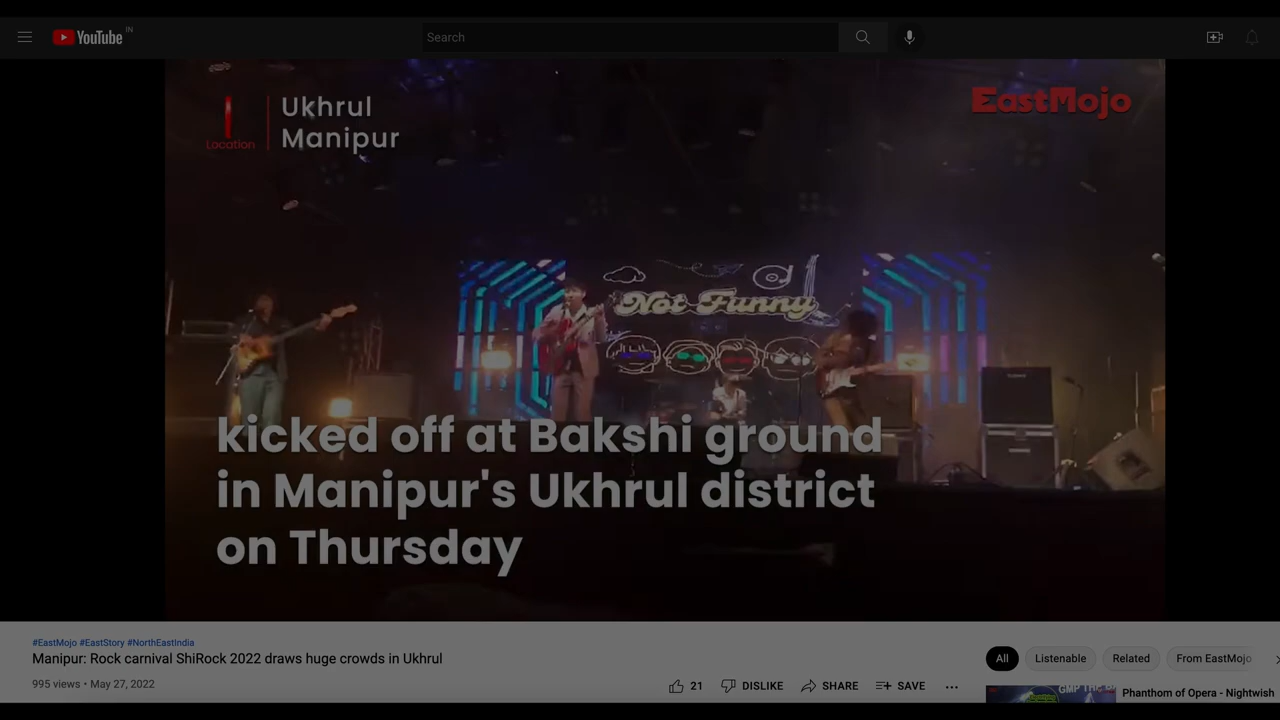 YouTube IN
Search
Ukhrul
Manipur
Location
EastMojo
Not Funny
kicked off at Bakshi ground
in Manipur's Ukhrul district
on Thursday
#EastMojo #EastStory #NorthEastIndia
Manipur: Rock carnival ShiRock 2022 draws huge crowds in Ukhrul
995 views • May 27, 2022
21 DISLIKE SHARE SAVE
All Listenable Related From EastMojo
GMP
Phanthom of Opera - Nightwish